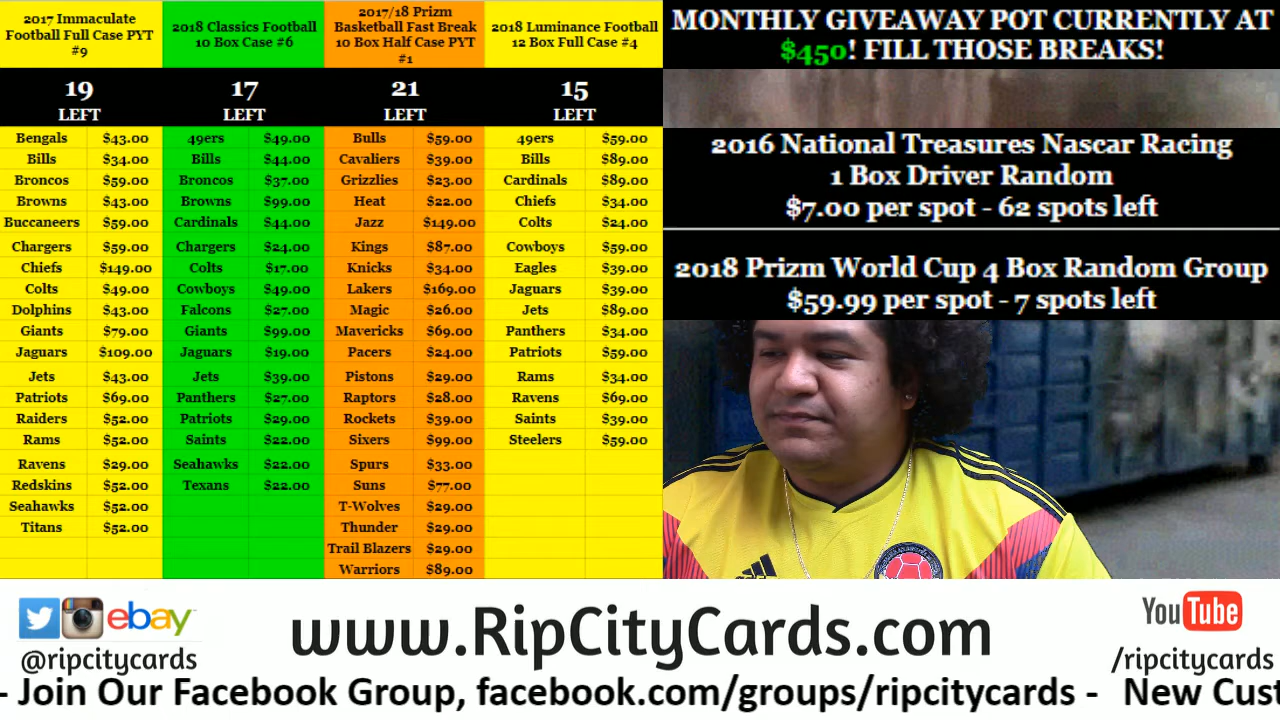 2017 Immaculate
Football Full Case PYT
#9
19
LEFT
Bengals $43.00
Bills $34.00
Broncos $59.00
Browns $43.00
Buccaneers $59.00
Chargers $59.00
Chiefs $149.00
Colts $49.00
Dolphins $43.00
Giants $79.00
Jaguars $109.00
Jets $43.00
Patriots $69.00
Raiders $52.00
Rams $52.00
Ravens $29.00
Redskins $52.00
Seahawks $52.00
Titans $52.00
2018 Classics Football
10 Box Case #6
17
LEFT
49ers $49.00
Bills $44.00
Broncos $37.00
Browns $99.00
Cardinals $44.00
Chargers $24.00
Colts $17.00
Cowboys $49.00
Falcons $27.00
Giants $99.00
Jaguars $19.00
Jets $39.00
Panthers $27.00
Patriots $29.00
Saints $22.00
Seahawks $22.00
Texans $22.00
2017/18 Prizm
Basketball Fast Break
10 Box Half Case PYT
#1
21
LEFT
Bulls $59.00
Cavaliers $39.00
Grizzlies $23.00
Heat $22.00
Jazz $149.00
Kings $87.00
Knicks $34.00
Lakers $169.00
Magic $26.00
Mavericks $69.00
Pacers $24.00
Pistons $29.00
Raptors $28.00
Rockets $39.00
Sixers $99.00
Spurs $33.00
Suns $77.00
T-Wolves $29.00
Thunder $29.00
Trail Blazers $29.00
Warriors $89.00
2018 Luminance Football
12 Box Full Case #4
15
LEFT
49ers $59.00
Bills $89.00
Cardinals $89.00
Chiefs $34.00
Colts $24.00
Cowboys $59.00
Eagles $39.00
Jaguars $39.00
Jets $89.00
Panthers $34.00
Patriots $59.00
Rams $34.00
Ravens $69.00
Saints $39.00
Steelers $59.00
MONTHLY GIVEAWAY POT CURRENTLY AT
$450! FILL THOSE BREAKS!
2016 National Treasures Nascar Racing
1 Box Driver Random
$7.00 per spot - 62 spots left
2018 Prizm World Cup 4 Box Random Group
$59.99 per spot - 7 spots left
ebay
@ripcitycards
www.RipCityCards.com
YouTube
/ripcitycards
- Join Our Facebook Group, facebook.com/groups/ripcitycards - New Cust